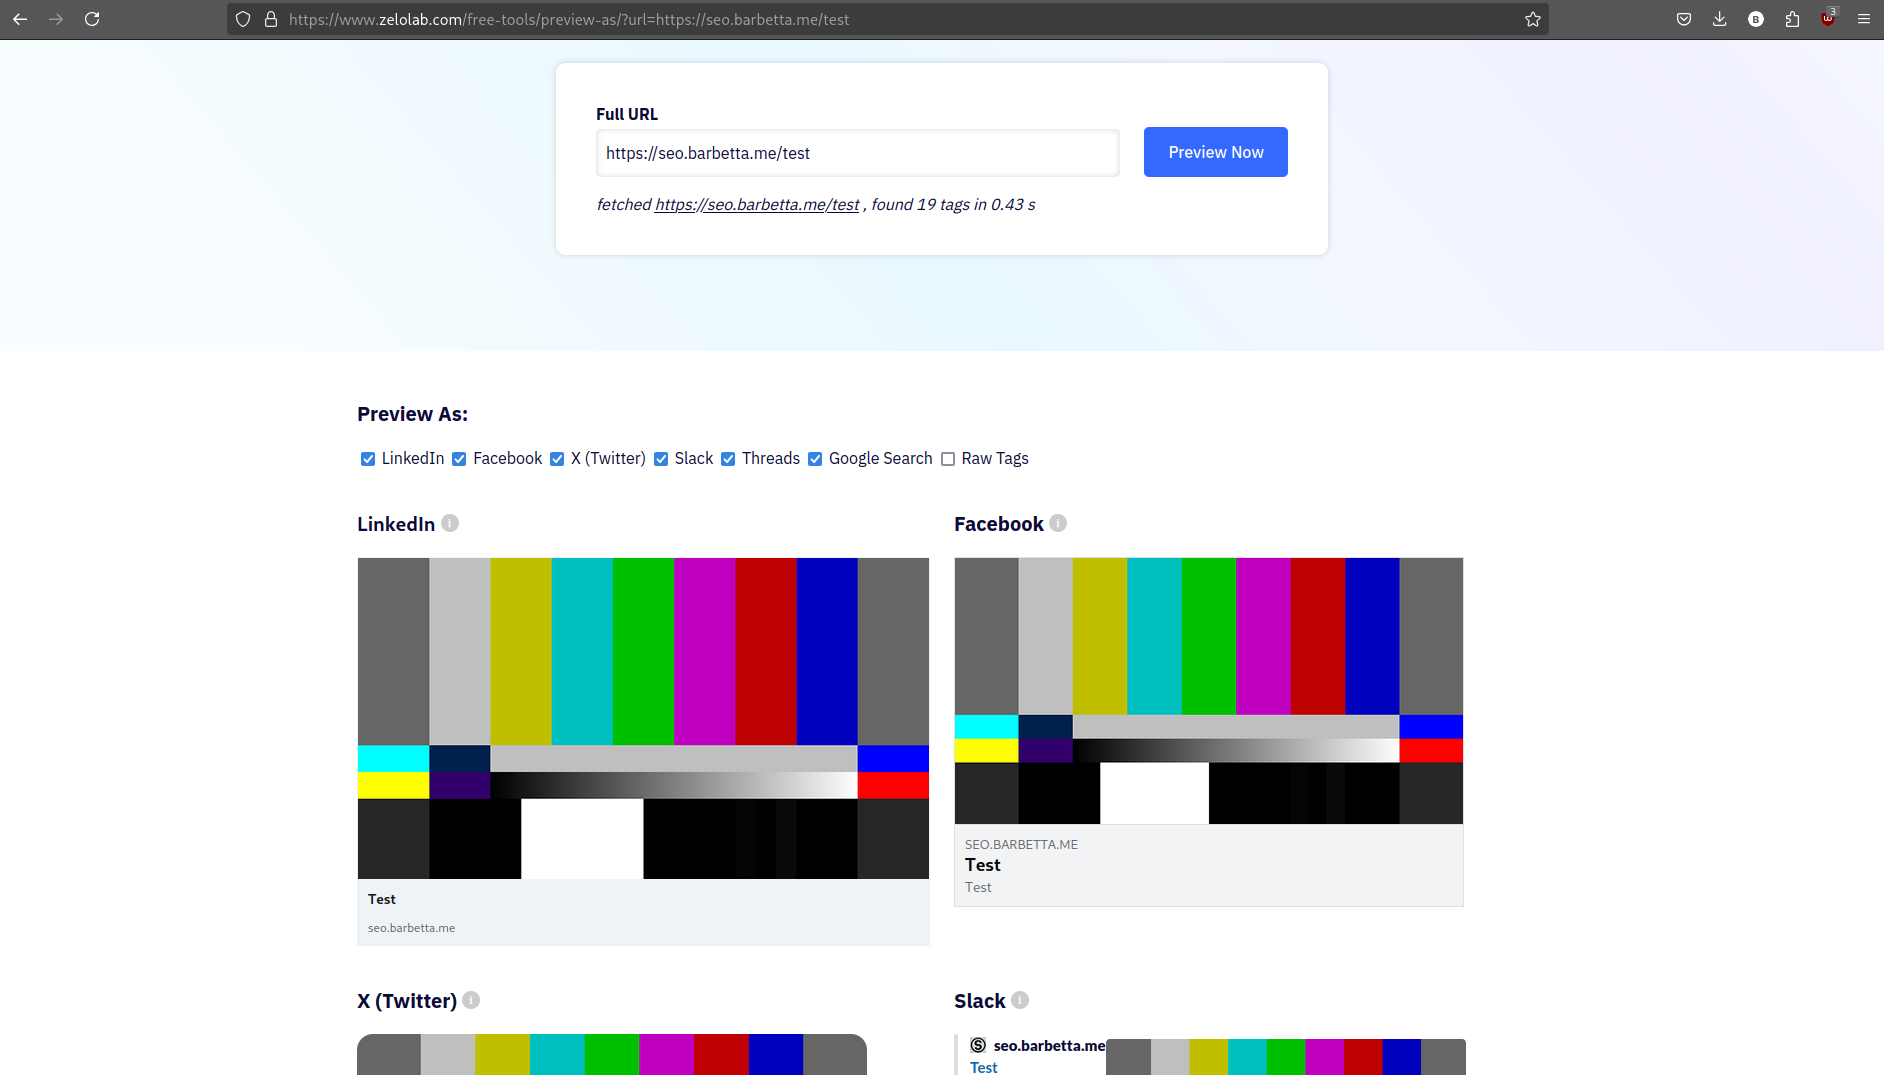 https://www.zelolab.com/free-tools/preview-as/?url=https://seo.barbetta.me/test
B
3
Full URL
https://seo.barbetta.me/test
Preview Now
fetched https://seo.barbetta.me/test , found 19 tags in 0.43 s
Preview As:
LinkedIn Facebook X (Twitter) Slack Threads Google Search Raw Tags
LinkedIn i
Test
seo.barbetta.me
Facebook i
SEO.BARBETTA.ME
Test
Test
X (Twitter) i
Slack i
S seo.barbetta.me
Test